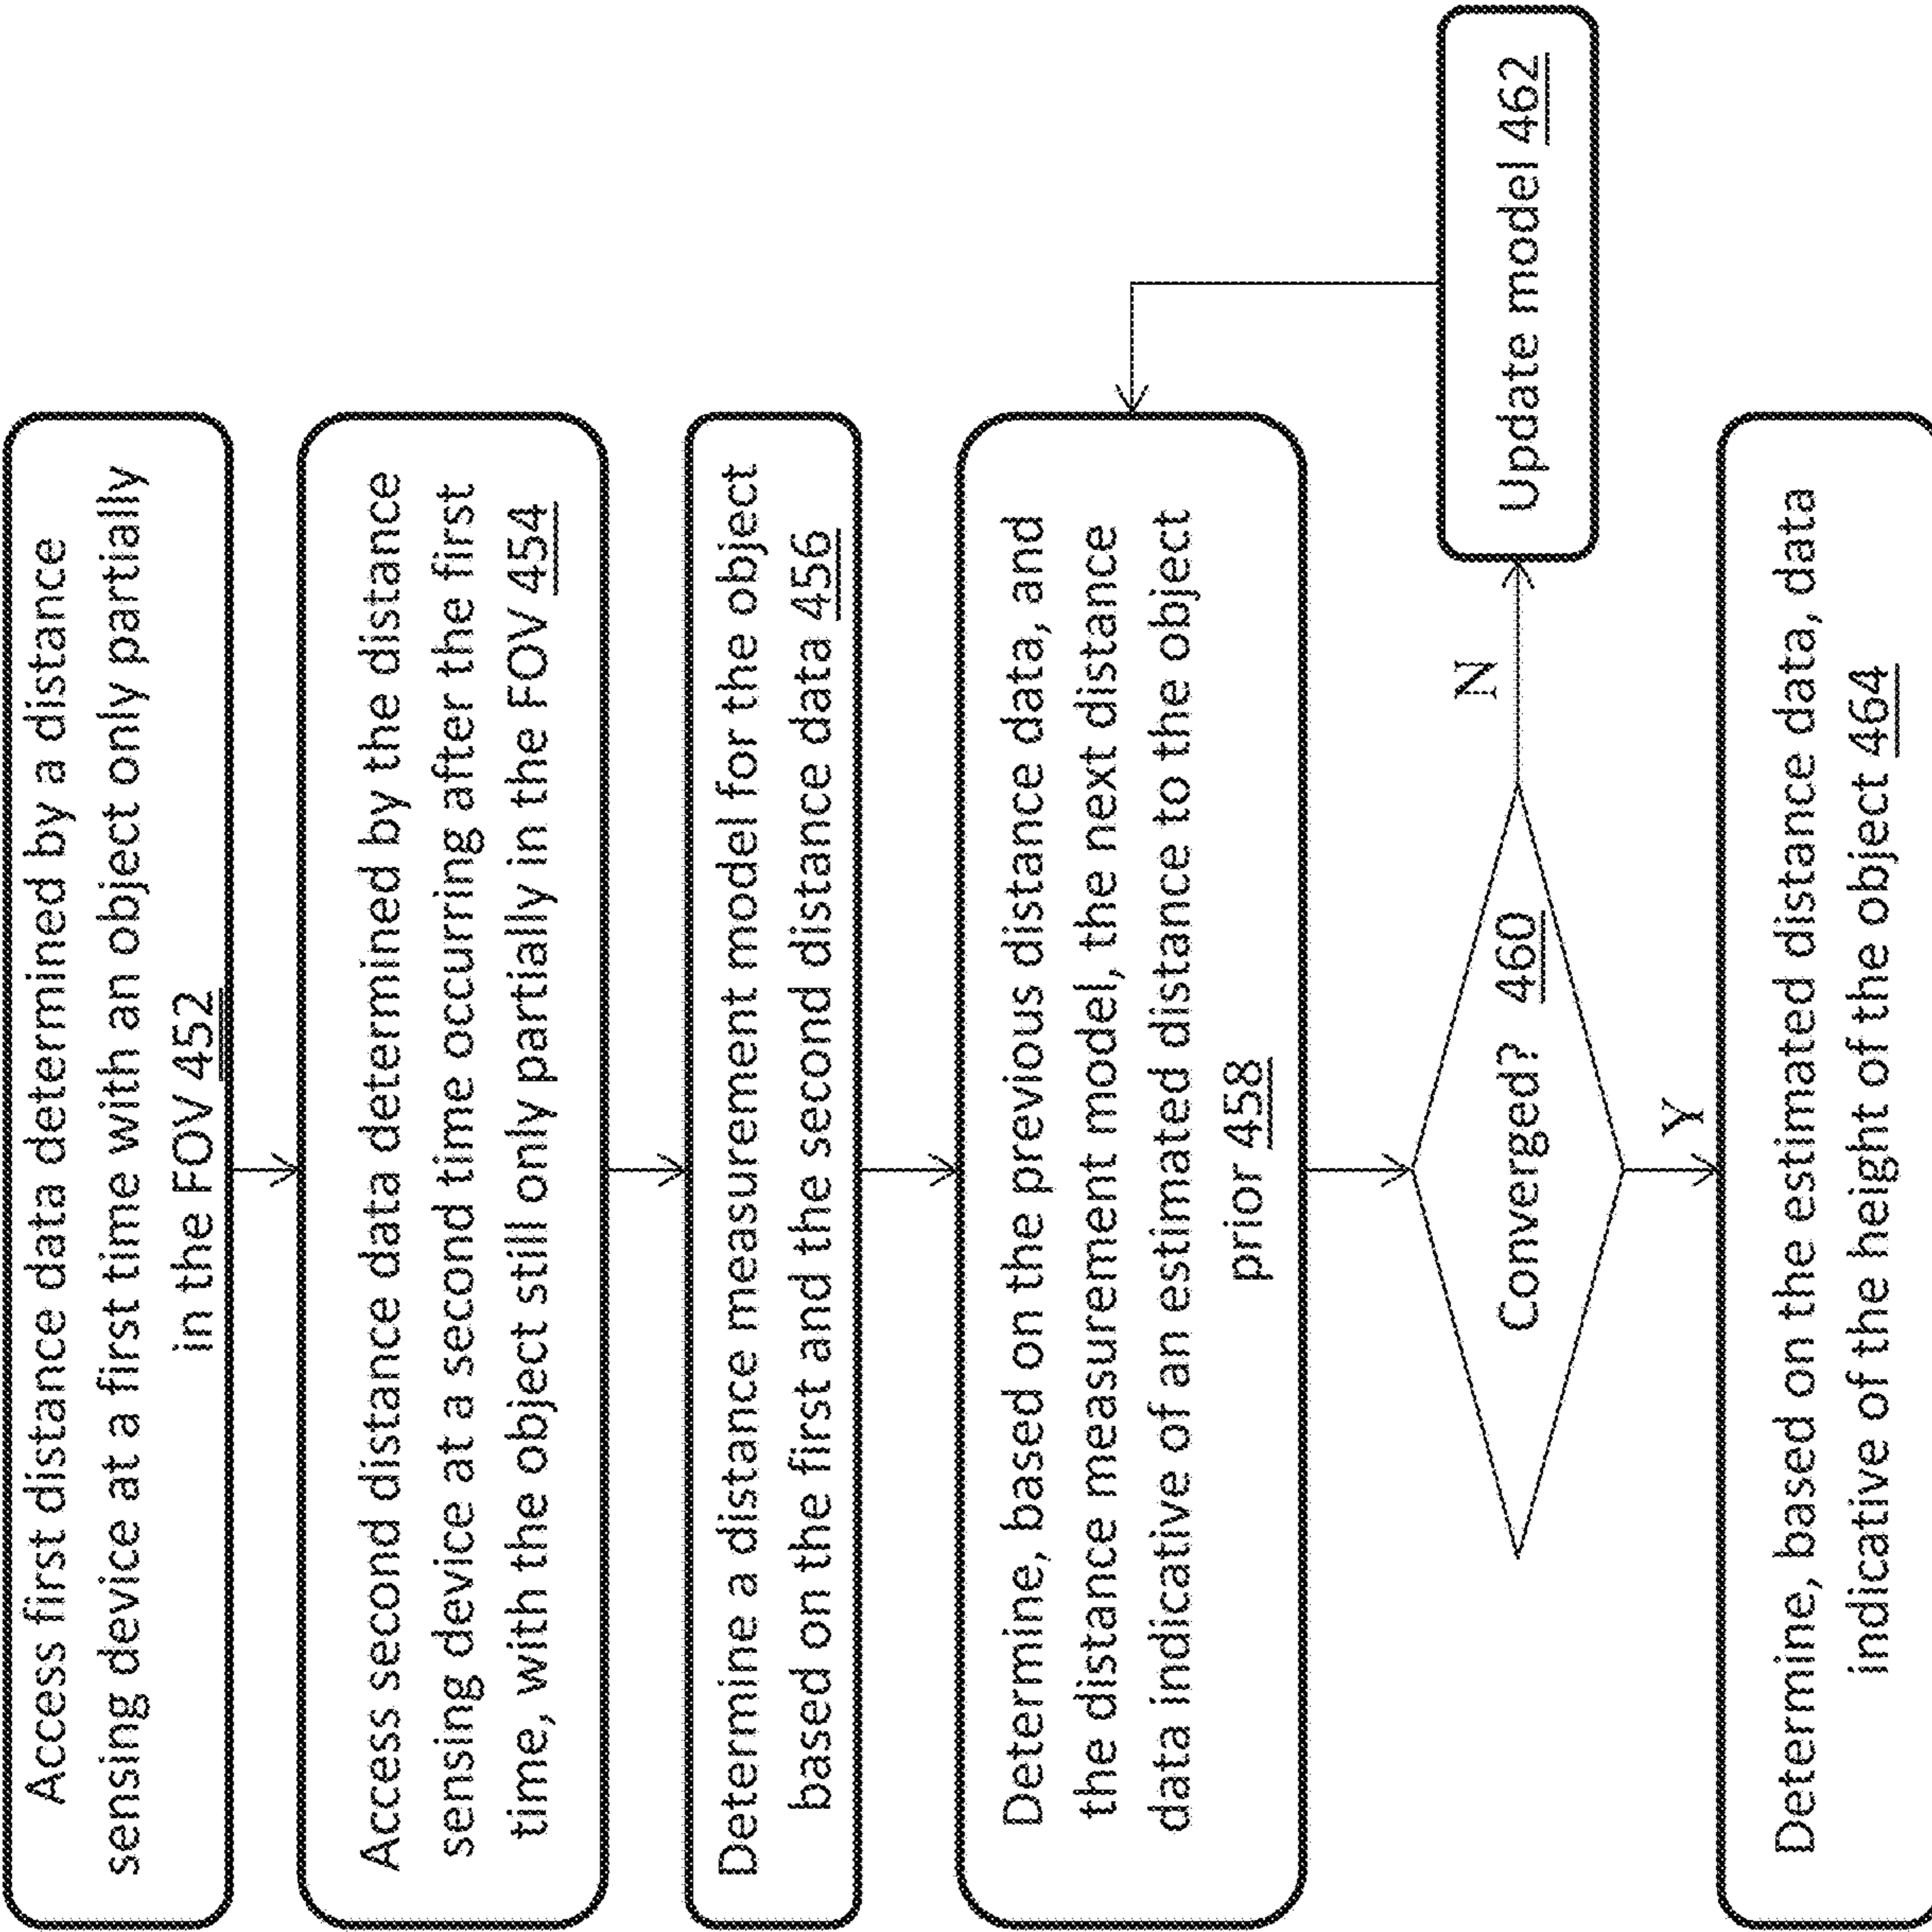 Access first distance data determined by a distance
sensing device at a first time with an object only partially
in the FOV 452
Access second distance data determined by the distance
sensing device at a second time occurring after the first
time, with the object still only partially in the FOV 454
Determine a distance measurement model for the object
based on the first and the second distance data 456
Determine, based on the previous distance data, and
the distance measurement model, the next distance
data indicative of an estimated distance to the object
prior 458
Converged? 460
N
Update model 462
Y
Determine, based on the estimated distance data, data
indicative of the height of the object 464